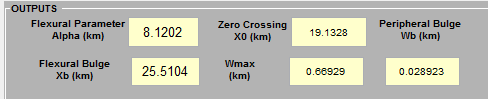 OUTPUTS
Flexural Parameter Alpha (km)
8.1202
Zero Crossing X0 (km)
19.1328
Peripheral Bulge Wb (km)
Flexural Bulge Xb (km)
25.5104
Wmax (km)
0.66929
0.028923